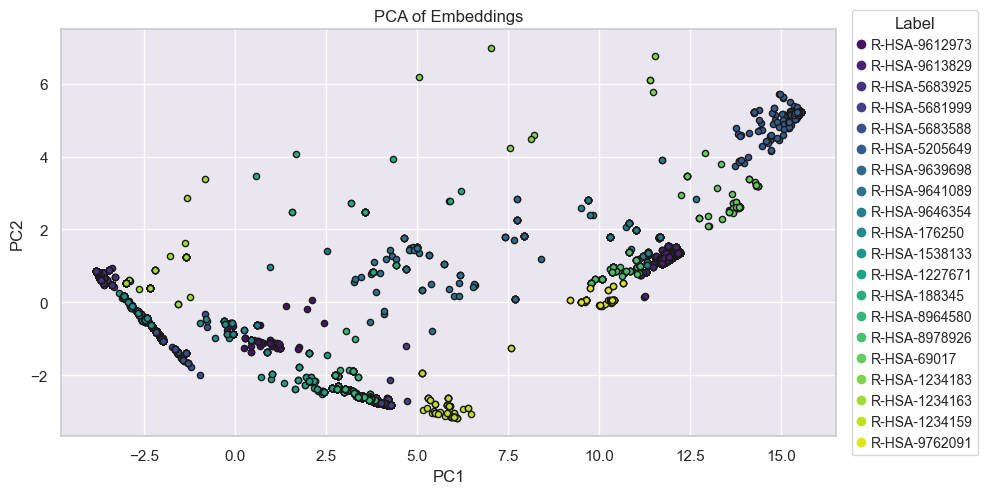 PCA of Embeddings
PC2
6
4
2
0
−2
−2.5
0.0
2.5
5.0
7.5
10.0
12.5
15.0
PC1
Label
R-HSA-9612973
R-HSA-9613829
R-HSA-5683925
R-HSA-5681999
R-HSA-5683588
R-HSA-5205649
R-HSA-9639698
R-HSA-9641089
R-HSA-9646354
R-HSA-176250
R-HSA-1538133
R-HSA-1227671
R-HSA-188345
R-HSA-8964580
R-HSA-8978926
R-HSA-69017
R-HSA-1234183
R-HSA-1234163
R-HSA-1234159
R-HSA-9762091